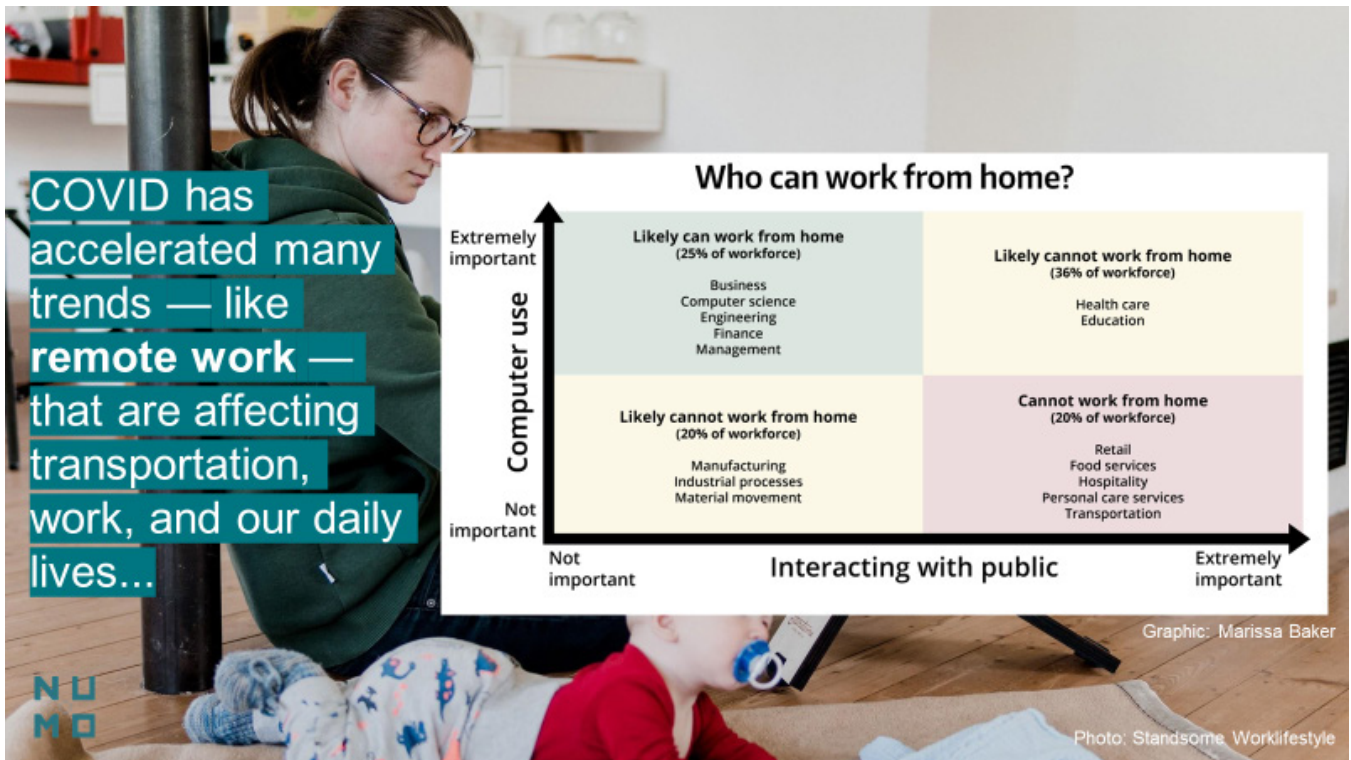 COVID has
accelerated many
trends — like
remote work —
that are affecting
transportation,
work, and our daily
lives...
Who can work from home?
Extremely
important
Computer use
Not
important
Likely can work from home
(25% of workforce)
Business
Computer science
Engineering
Finance
Management
Likely cannot work from home
(36% of workforce)
Health care
Education
Likely cannot work from home
(20% of workforce)
Manufacturing
Industrial processes
Material movement
Cannot work from home
(20% of workforce)
Retail
Food services
Hospitality
Personal care services
Transportation
Not
important
Interacting with public
Extremely
important
Graphic: Marissa Baker
NU
MO
Photo: Standsome Worklifestyle